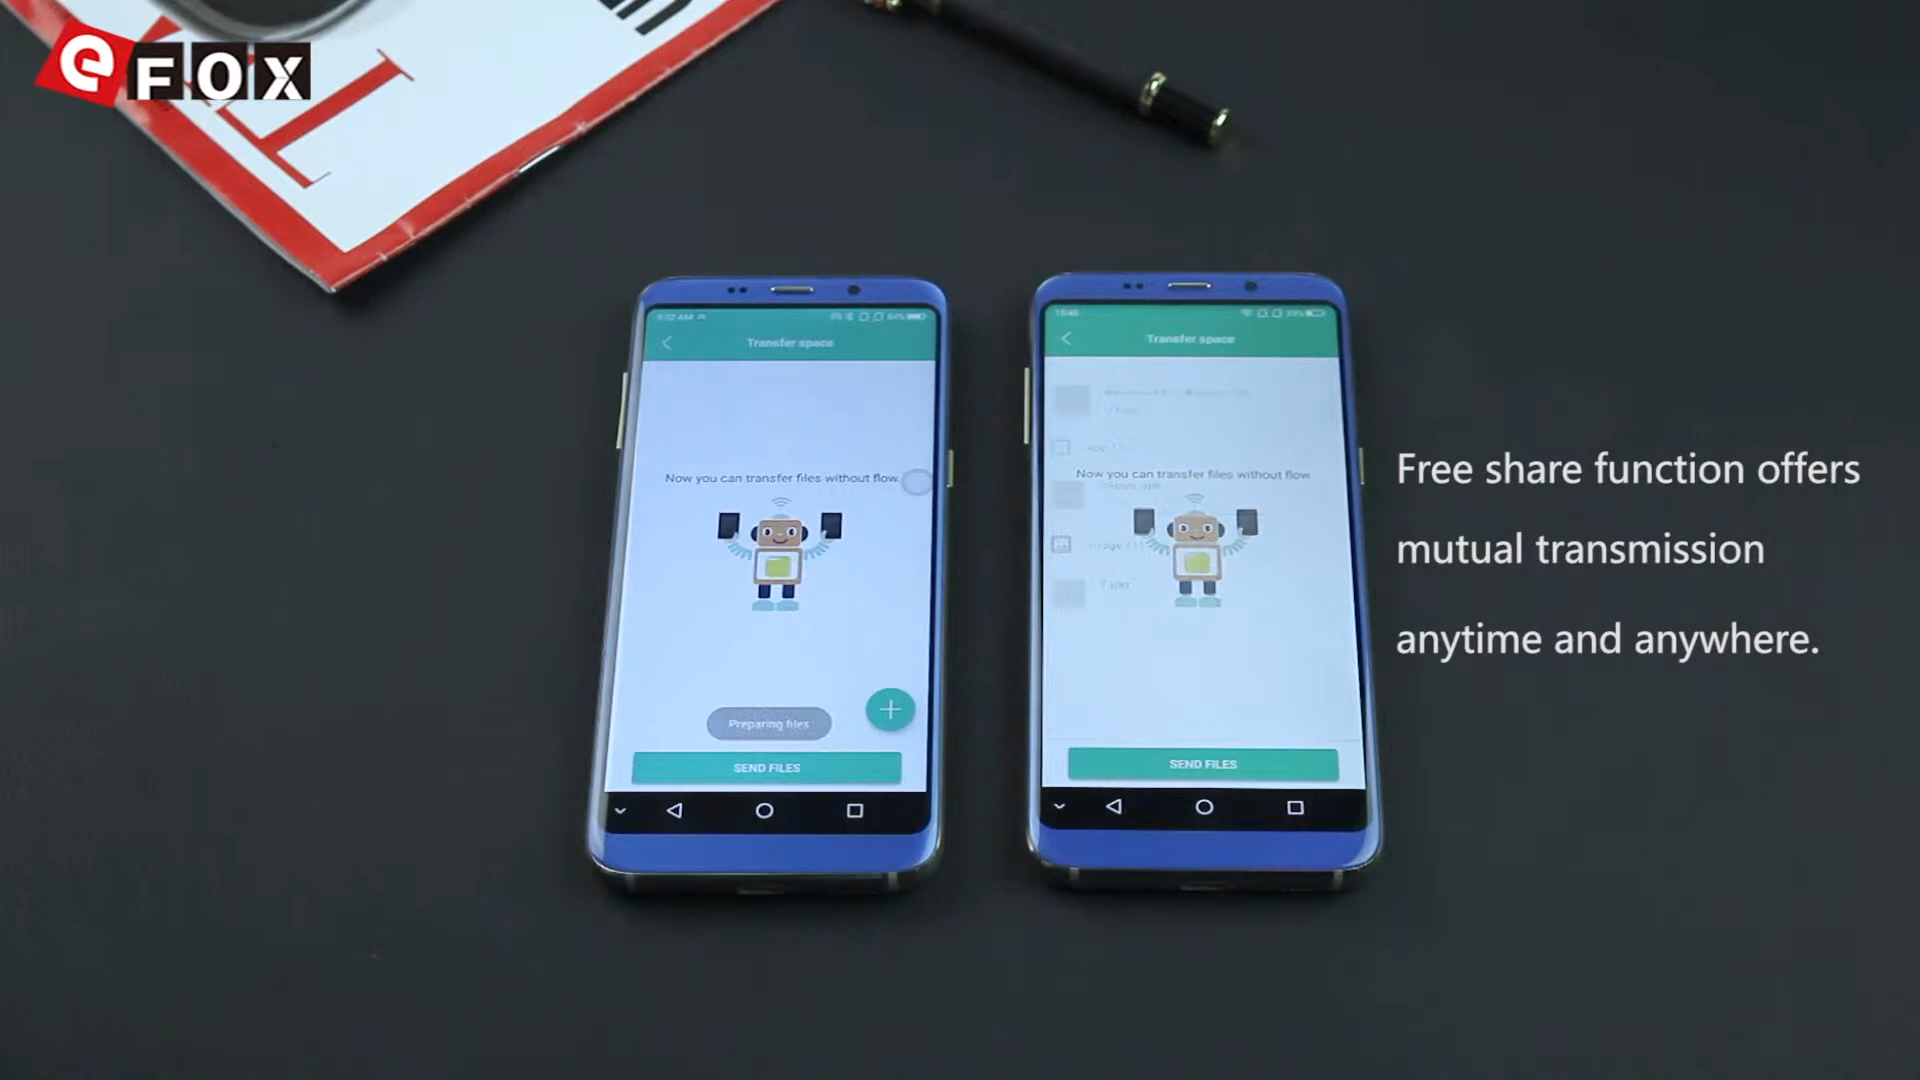 eFOX
Transfer space
Now you can transfer files without flow.
Preparing files
SEND FILES
Transfer space
Now you can transfer files without flow.
SEND FILES
Free share function offers
mutual transmission
anytime and anywhere.